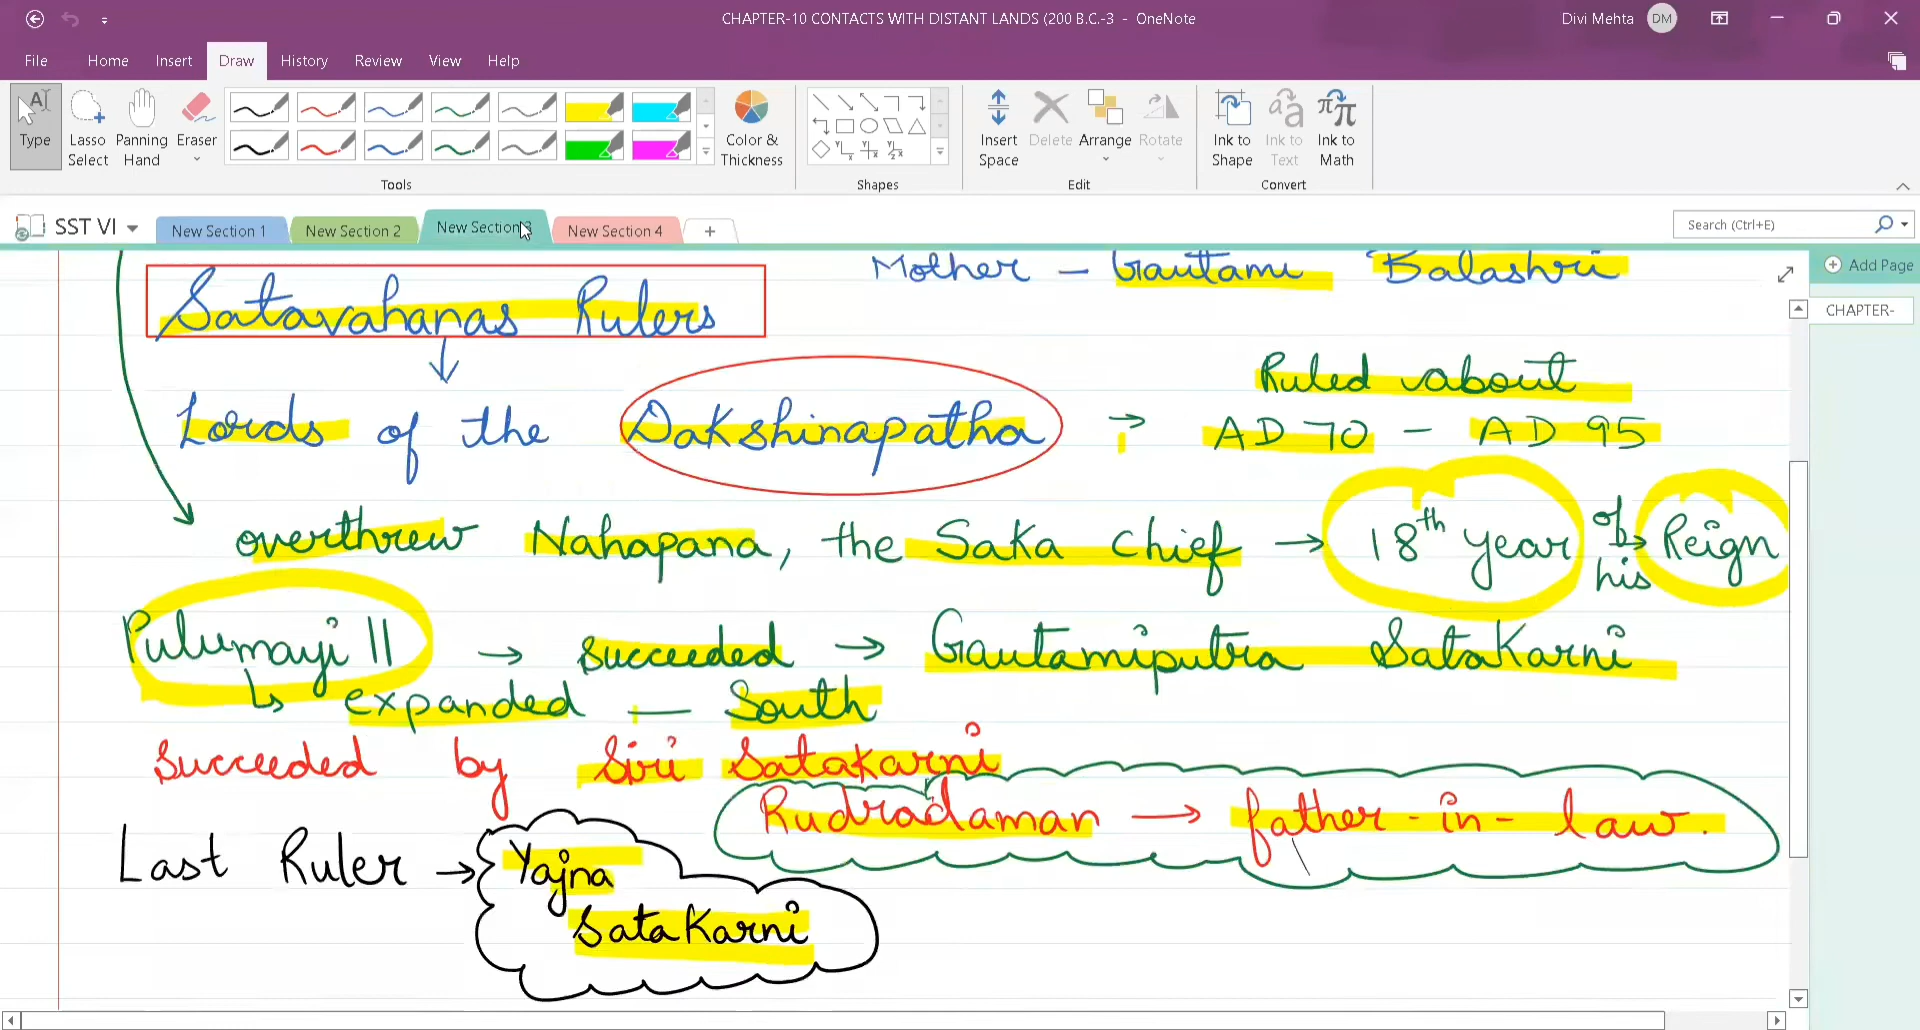 CHAPTER-10 CONTACTS WITH DISTANT LANDS (200 B.C.-3 - OneNote
Divi Mehta DM
File Home Insert Draw History Review View Help
Type
Lasso Select
Panning Hand
Eraser
Color & Thickness
Insert Space
Delete
Arrange
Rotate
Ink to Shape
Ink to Text
Ink to Math
Tools
Shapes
Edit
Convert
SST VI
New Section 1
New Section 2
New Section 3
New Section 4
Search (Ctrl+E)
Add Page
CHAPTER-
Mother - Gautami Balashri
Satavahanas Rulers
Ruled about
Lords of the Dakshinapatha → AD 70 - AD 95
overthrew Nahapana, the Saka chief → 18th year of his Reign
Pulumayi II → succeeded → Gautamiputra Satakarni
expanded - South
Succeeded by Siri Satakarni
Rudradaman → father-in-law.
Last Ruler → Yajna
Satakarni